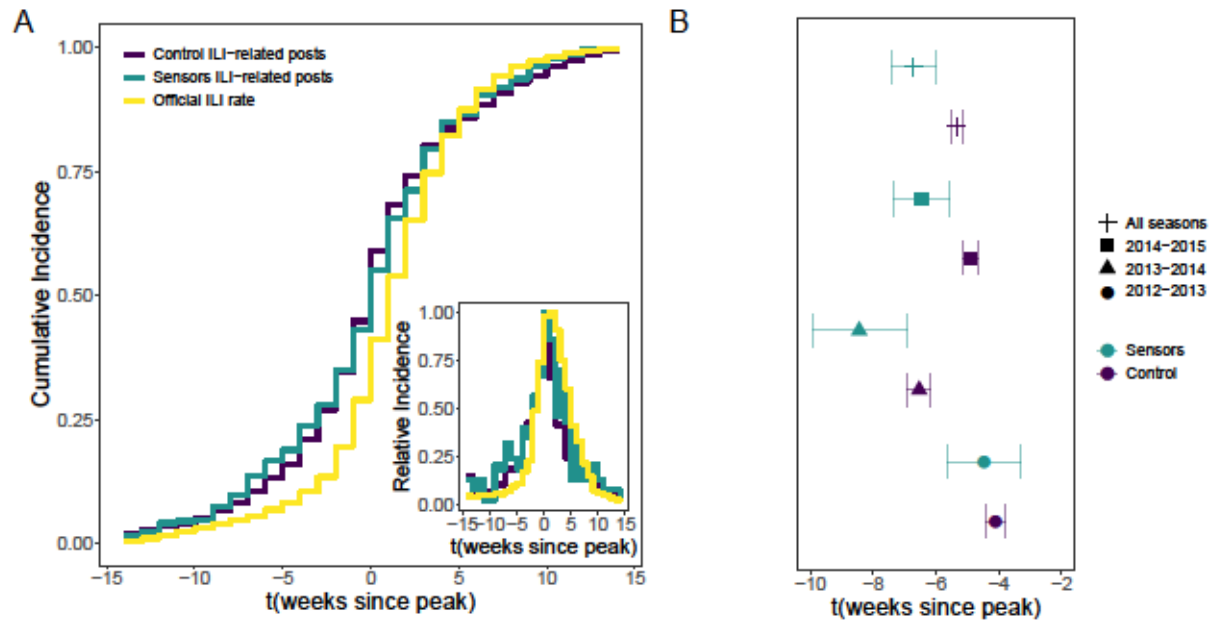 A
Control ILI-related posts
Sensors ILI-related posts
Official ILI rate
Cumulative Incidence
1.00
0.75
0.50
0.25
0.00
−15 −10 −5 0 5 10 15
t(weeks since peak)
Relative Incidence
1.00
0.75
0.50
0.25
0.00
−15 −10 −5 0 5 10 15
t(weeks since peak)
B
−10 −8 −6 −4 −2
t(weeks since peak)
All seasons
2014−2015
2013−2014
2012−2013
Sensors
Control